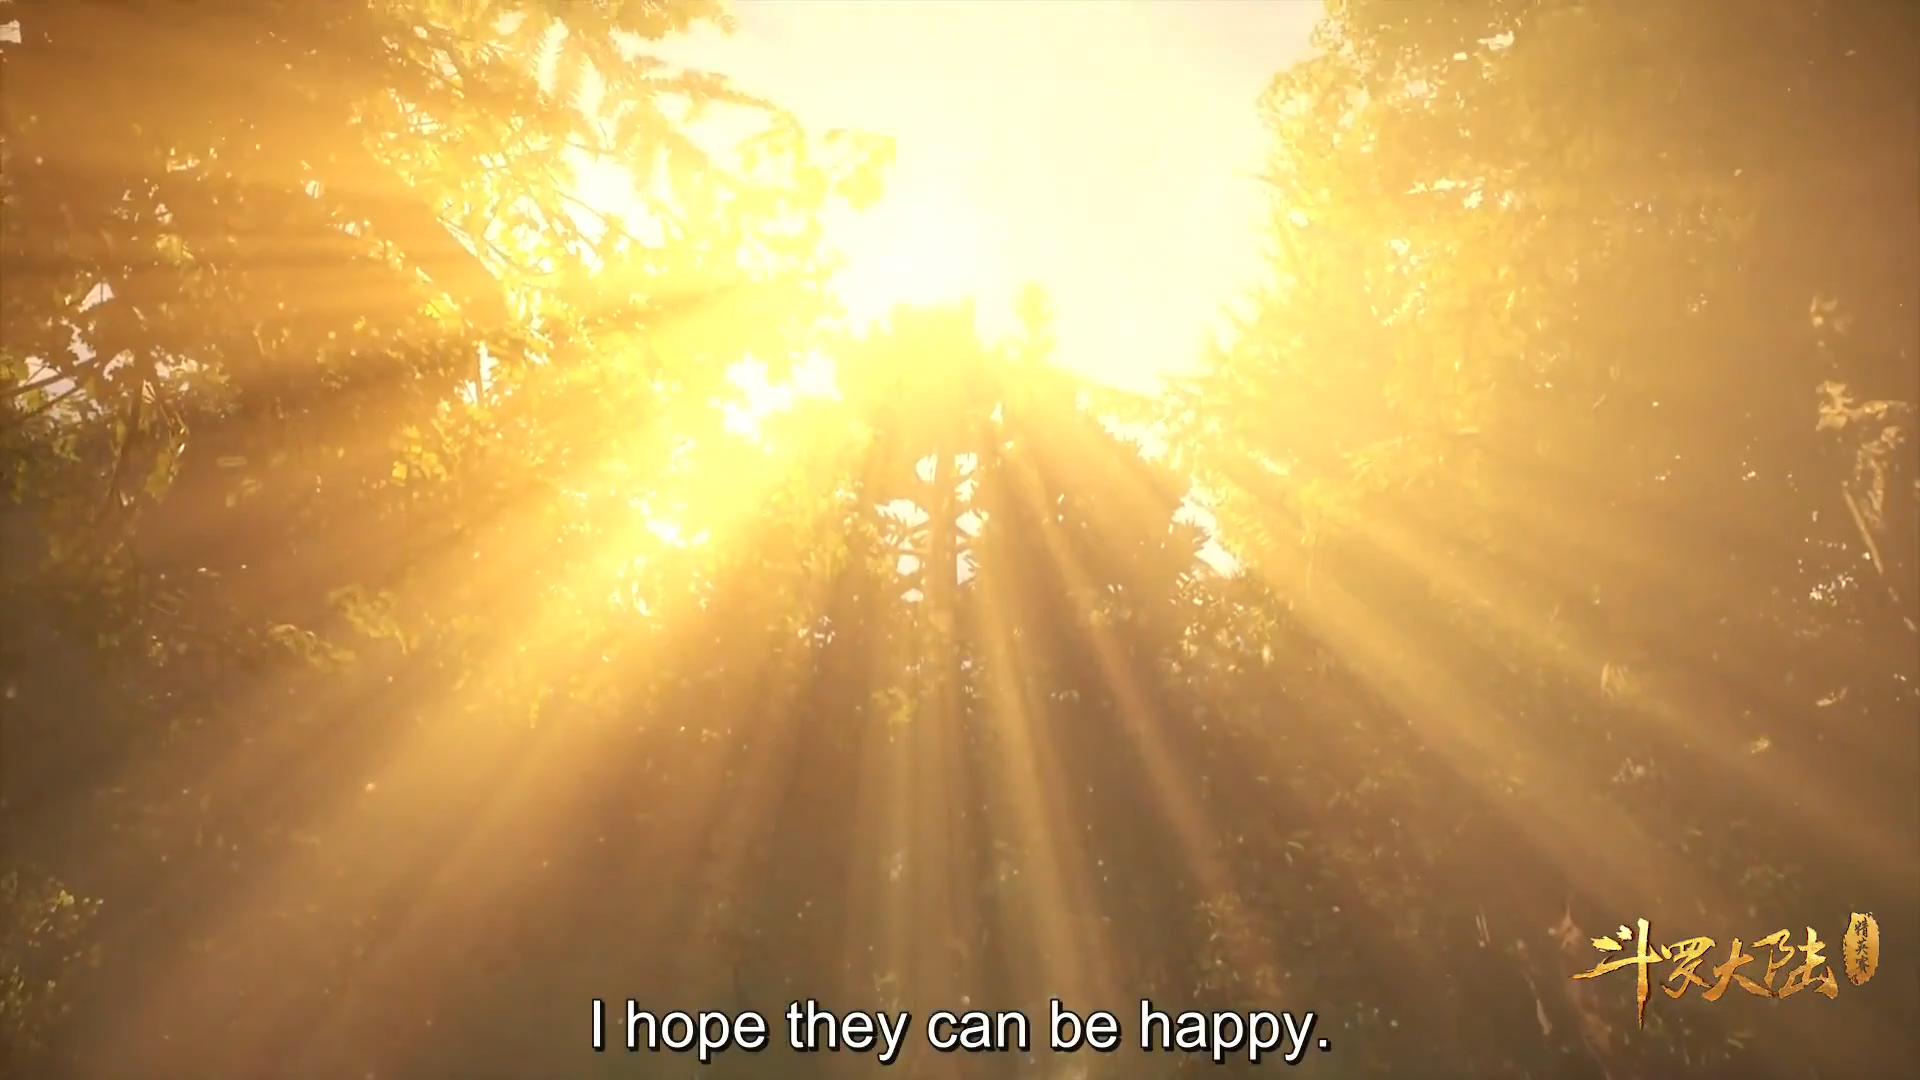 斗罗大陆
I hope they can be happy.